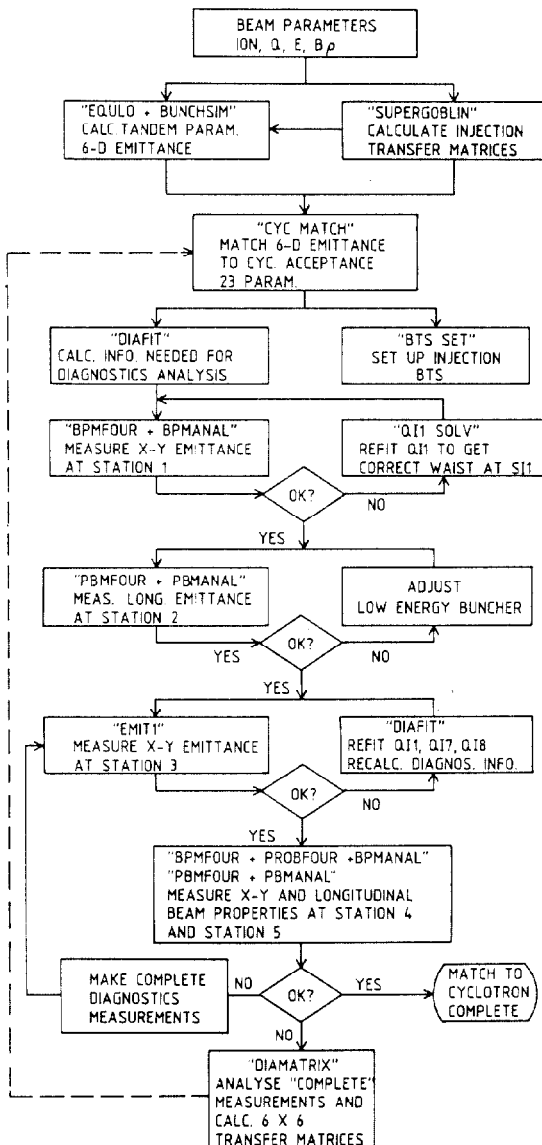 BEAM PARAMETERS
ION, Q, E, Bρ
"EQULO + BUNCHSIM"
CALC. TANDEM PARAM.
6-D EMITTANCE
"SUPERGOBLIN"
CALCULATE INJECTION
TRANSFER MATRICES
"CYC MATCH"
MATCH 6-D EMITTANCE
TO CYC. ACCEPTANCE
23 PARAM.
"DIAFIT"
CALC. INFO. NEEDED FOR
DIAGNOSTICS ANALYSIS
"BTS SET"
SET UP INJECTION
BTS
"BPMFOUR + BPMANAL"
MEASURE X-Y EMITTANCE
AT STATION 1
"QI1 SOLV"
REFIT QI1 TO GET
CORRECT WAIST AT SI1
OK?
NO
YES
"PBMFOUR + PBMANAL"
MEAS. LONG. EMITTANCE
AT STATION 2
ADJUST
LOW ENERGY BUNCHER
YES
OK?
NO
YES
"EMIT1"
MEASURE X-Y EMITTANCE
AT STATION 3
"DIAFIT"
REFIT QI1, QI7, QI8
RECALC. DIAGNOS. INFO.
OK?
NO
YES
"BPMFOUR + PROBFOUR +BPMANAL"
"PBMFOUR + PBMANAL"
MEASURE X-Y AND LONGITUDINAL
BEAM PROPERTIES AT STATION 4
AND STATION 5
MAKE COMPLETE
DIAGNOSTICS
MEASUREMENTS
NO
OK?
YES
MATCH TO
CYCLOTRON
COMPLETE
NO
"DIAMATRIX"
ANALYSE "COMPLETE"
MEASUREMENTS AND
CALC. 6 X 6
TRANSFER MATRICES